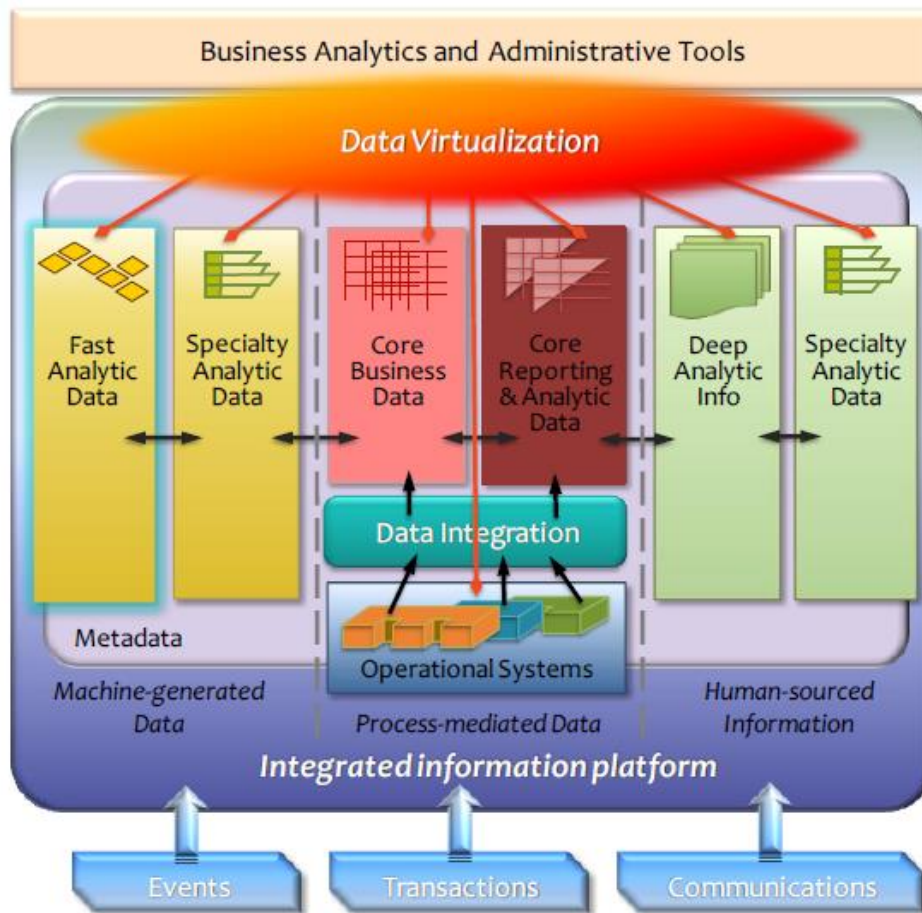 Business Analytics and Administrative Tools
Data Virtualization
Fast
Analytic
Data
Specialty
Analytic
Data
Core
Business
Data
Core
Reporting
& Analytic
Data
Deep
Analytic
Info
Specialty
Analytic
Data
Data Integration
Operational Systems
Metadata
Machine-generated
Data
Process-mediated Data
Human-sourced
Information
Integrated information platform
Events
Transactions
Communications